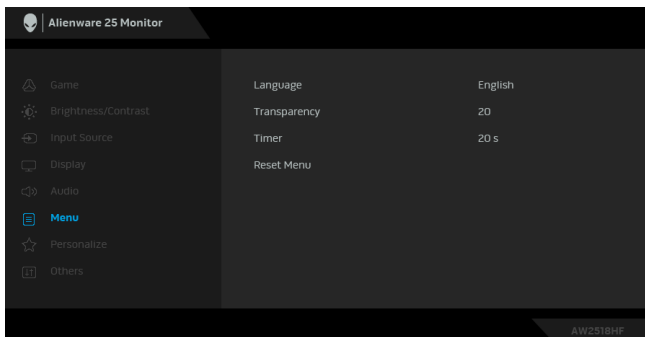 Alienware 25 Monitor
Game
Brightness/Contrast
Input Source
Display
Audio
Menu
Personalize
Others
Language English
Transparency 20
Timer 20 s
Reset Menu
AW2518HF